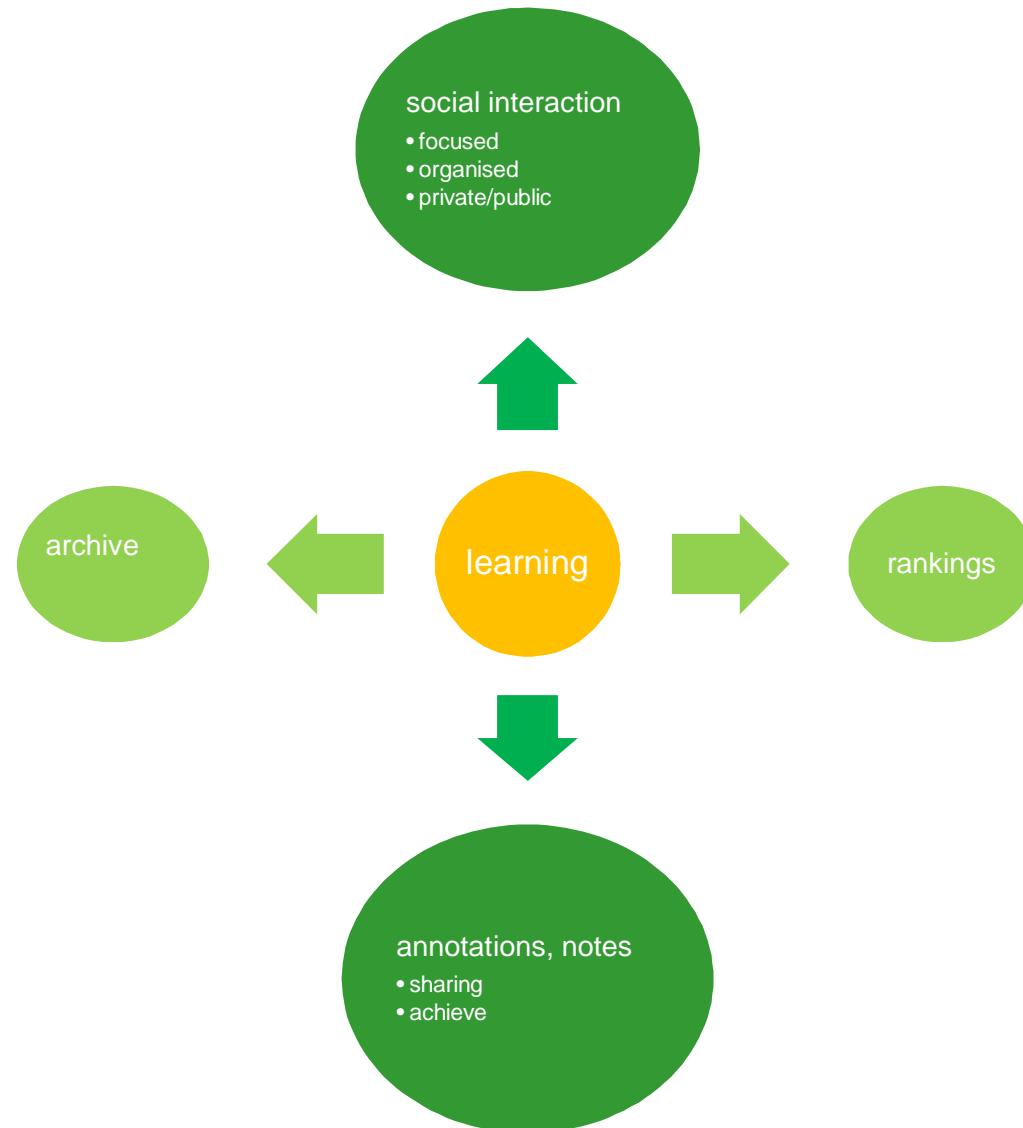 social interaction
• focused
• organised
• private/public
archive
learning
rankings
annotations, notes
• sharing
• achieve